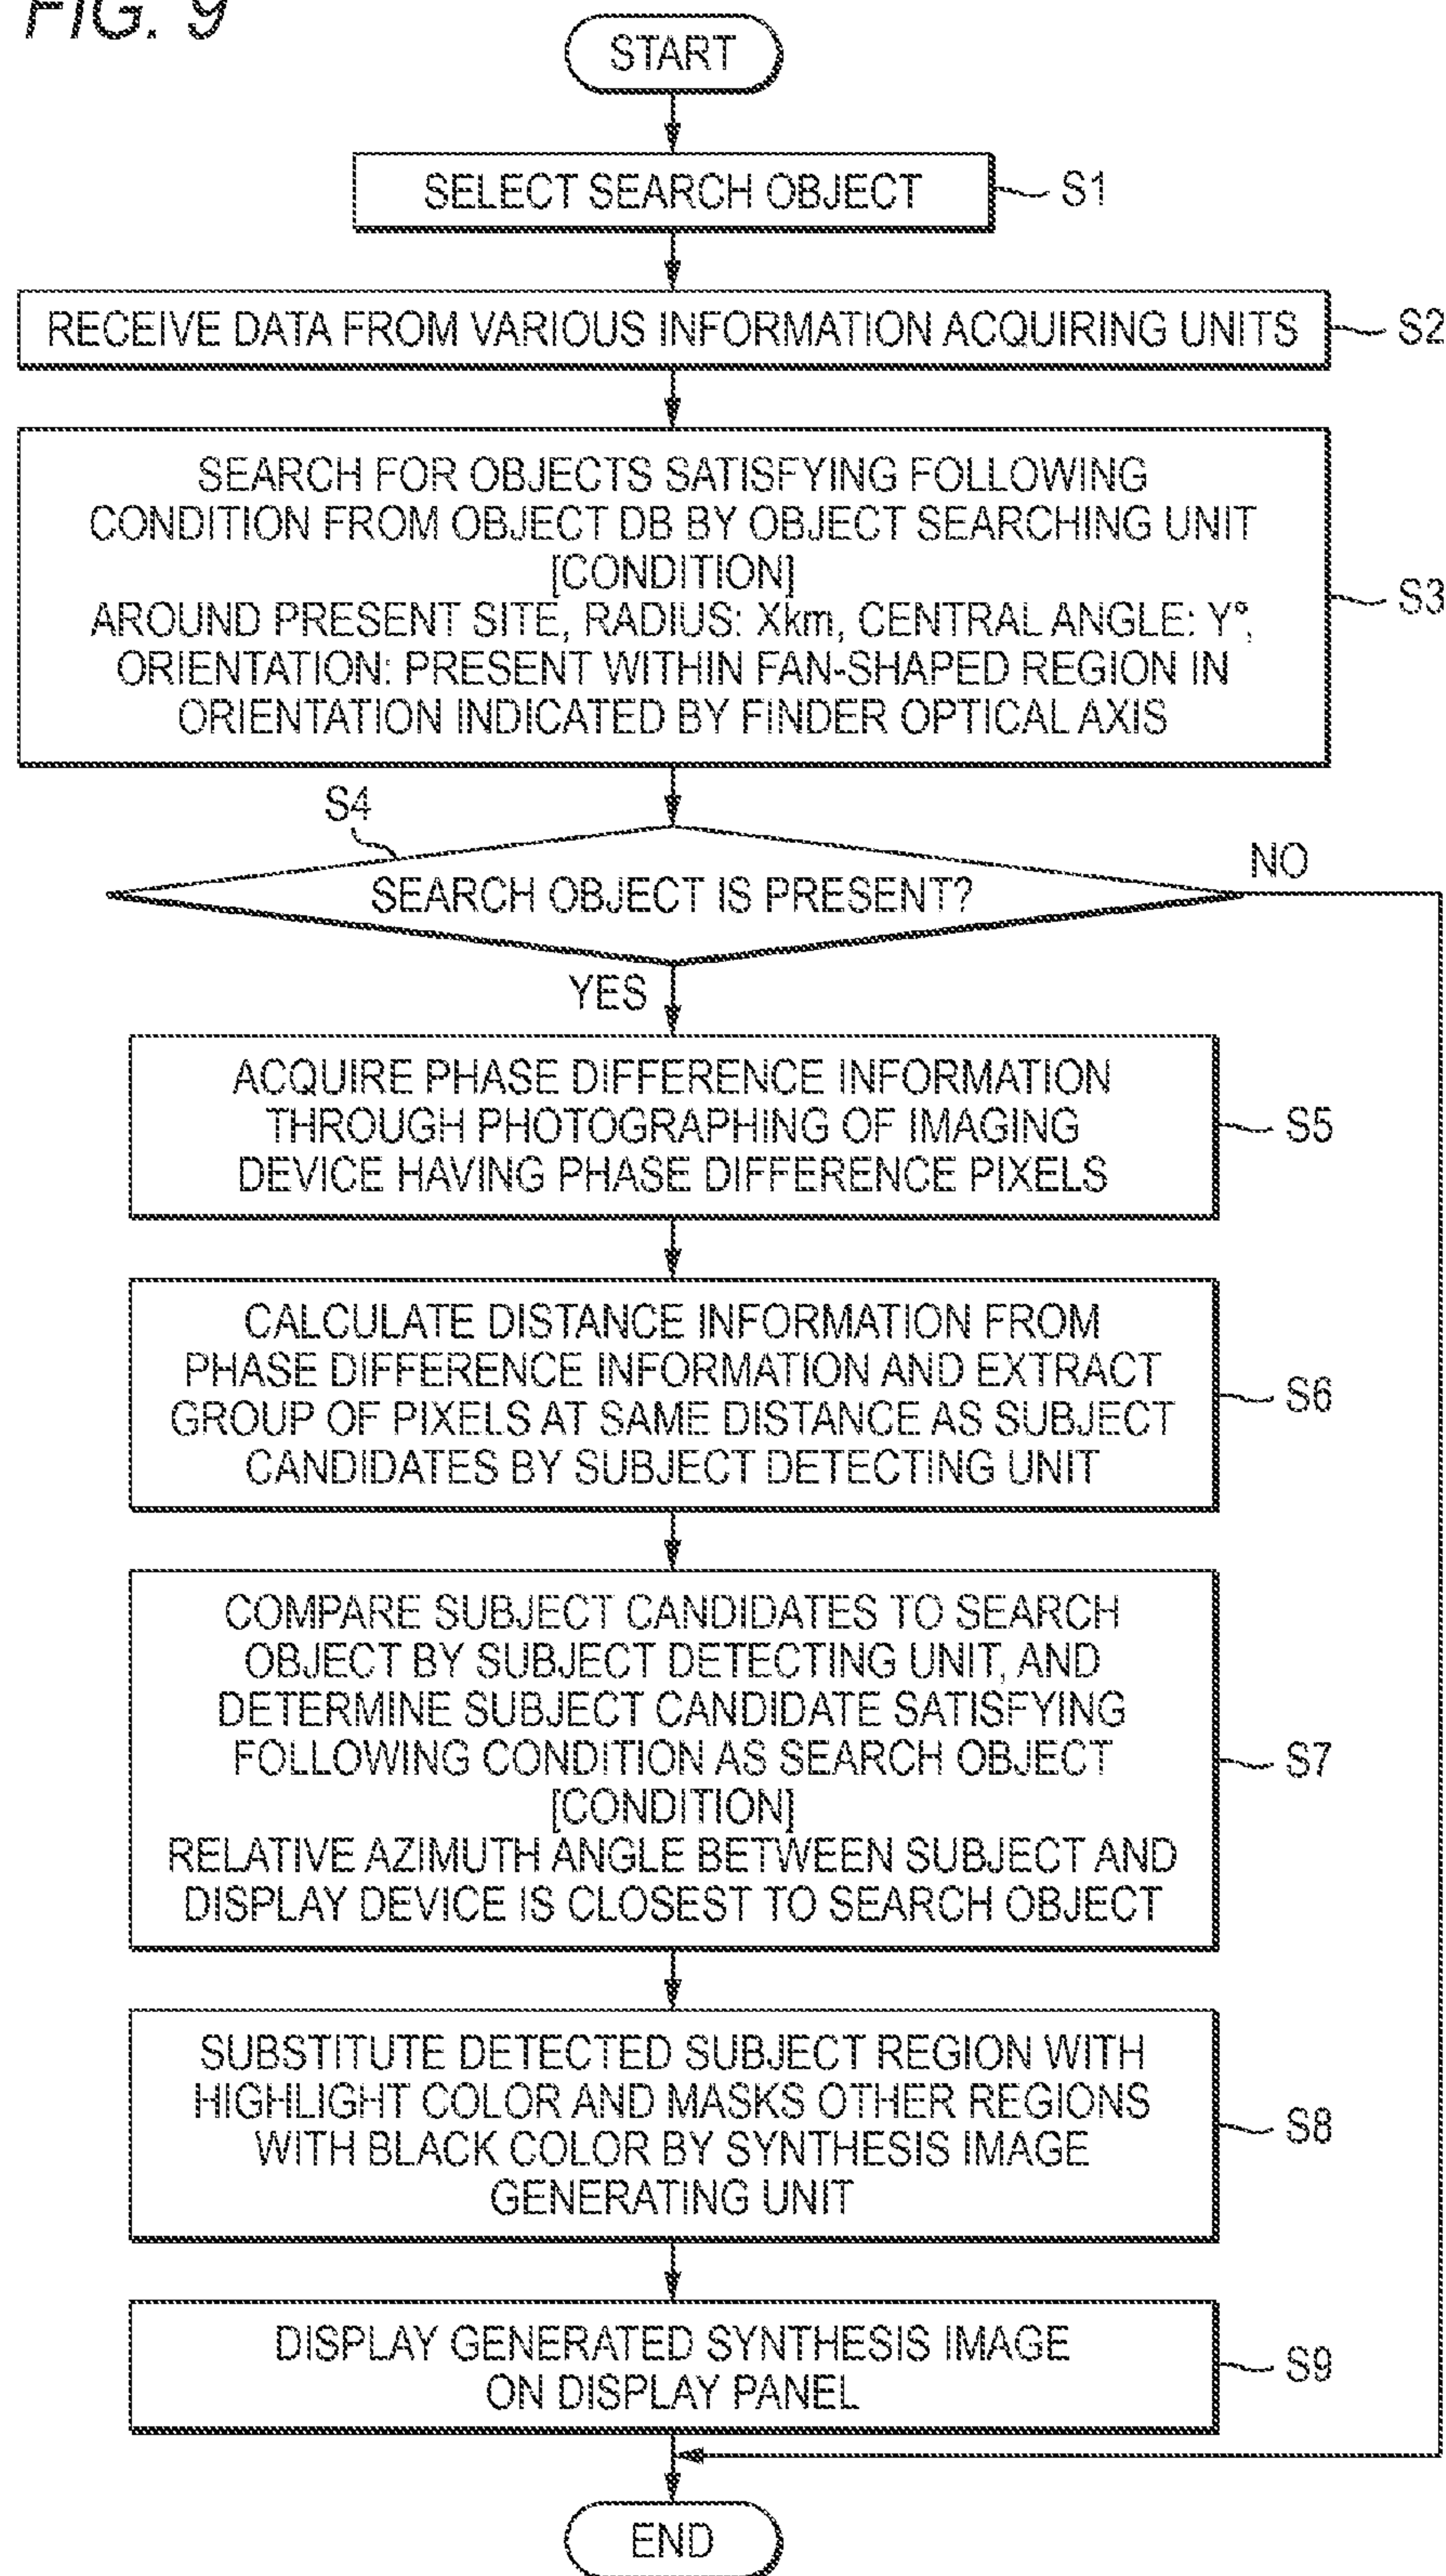 FIG. 9
START
SELECT SEARCH OBJECT
S1
RECEIVE DATA FROM VARIOUS INFORMATION ACQUIRING UNITS
S2
SEARCH FOR OBJECTS SATISFYING FOLLOWING
CONDITION FROM OBJECT DB BY OBJECT SEARCHING UNIT
[CONDITION]
AROUND PRESENT SITE, RADIUS: Xkm, CENTRAL ANGLE: Y°,
ORIENTATION: PRESENT WITHIN FAN-SHAPED REGION IN
ORIENTATION INDICATED BY FINDER OPTICAL AXIS
S3
S4
SEARCH OBJECT IS PRESENT?
NO
YES
ACQUIRE PHASE DIFFERENCE INFORMATION
THROUGH PHOTOGRAPHING OF IMAGING
DEVICE HAVING PHASE DIFFERENCE PIXELS
S5
CALCULATE DISTANCE INFORMATION FROM
PHASE DIFFERENCE INFORMATION AND EXTRACT
GROUP OF PIXELS AT SAME DISTANCE AS SUBJECT
CANDIDATES BY SUBJECT DETECTING UNIT
S6
COMPARE SUBJECT CANDIDATES TO SEARCH
OBJECT BY SUBJECT DETECTING UNIT, AND
DETERMINE SUBJECT CANDIDATE SATISFYING
FOLLOWING CONDITION AS SEARCH OBJECT
[CONDITION]
RELATIVE AZIMUTH ANGLE BETWEEN SUBJECT AND
DISPLAY DEVICE IS CLOSEST TO SEARCH OBJECT
S7
SUBSTITUTE DETECTED SUBJECT REGION WITH
HIGHLIGHT COLOR AND MASKS OTHER REGIONS
WITH BLACK COLOR BY SYNTHESIS IMAGE
GENERATING UNIT
S8
DISPLAY GENERATED SYNTHESIS IMAGE
ON DISPLAY PANEL
S9
END